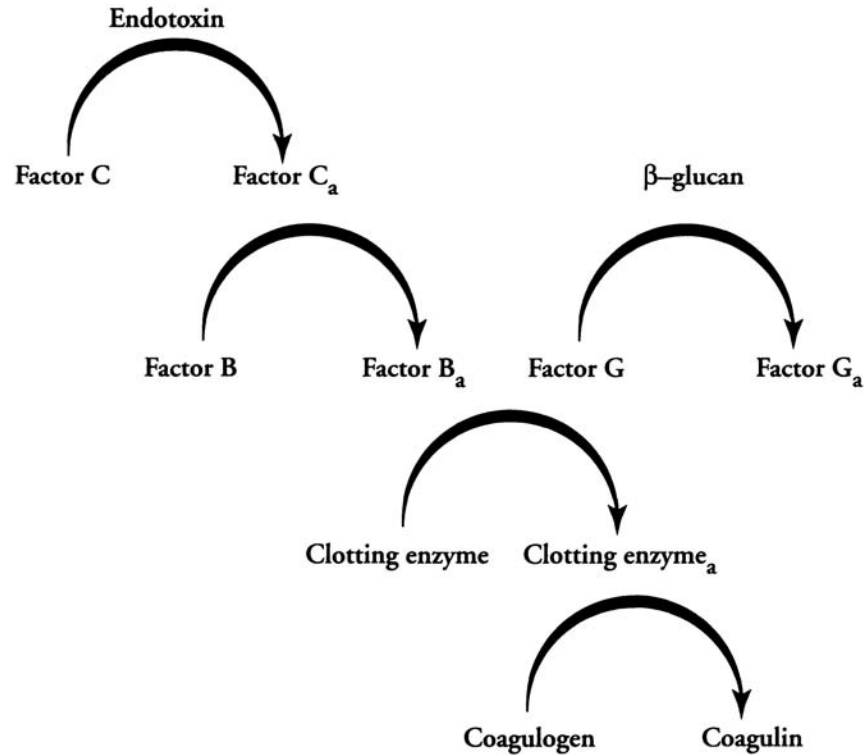 Endotoxin
Factor C Factor Cₐ β–glucan
Factor B Factor Bₐ Factor G Factor Gₐ
Clotting enzyme Clotting enzymeₐ
Coagulogen Coagulin